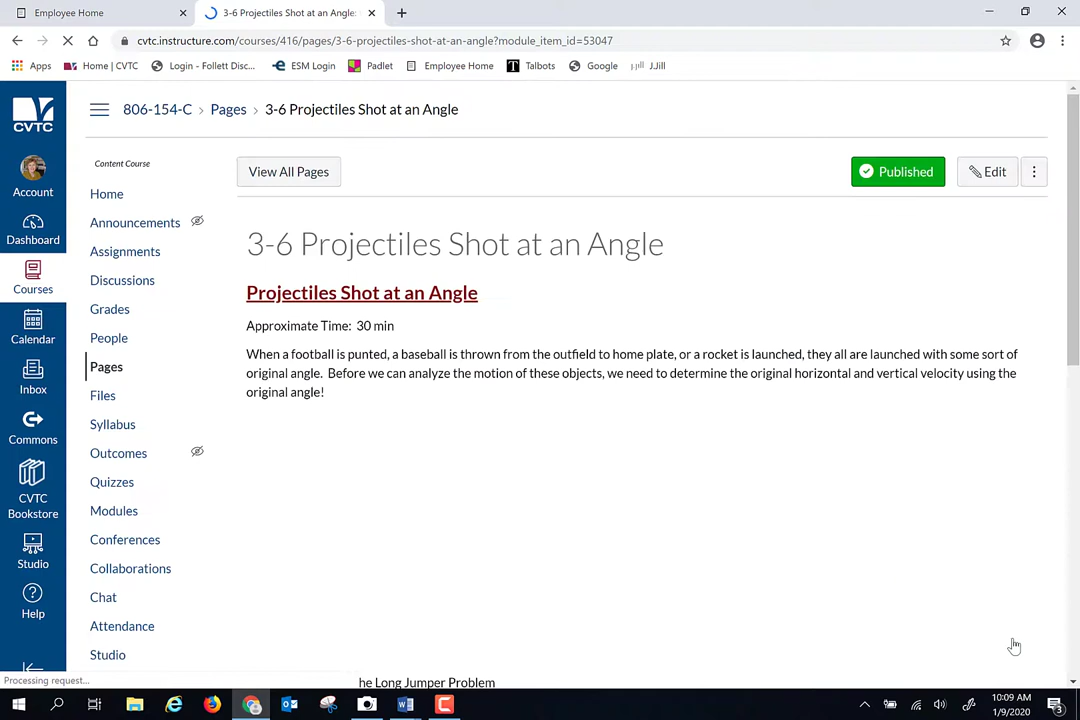 Employee Home
3-6 Projectiles Shot at an Angle:
cvtc.instructure.com/courses/416/pages/3-6-projectiles-shot-at-an-angle?module_item_id=53047
Apps
Home | CVTC
Login - Follett Disc...
ESM Login
Padlet
Employee Home
T Talbots
Google
J.Jill J.Jill
CVTC
806-154-C > Pages > 3-6 Projectiles Shot at an Angle
Account
Dashboard
Courses
Calendar
Inbox
Commons
CVTC
Bookstore
Studio
Help
Content Course
Home
Announcements
Assignments
Discussions
Grades
People
Pages
Files
Syllabus
Outcomes
Quizzes
Modules
Conferences
Collaborations
Chat
Attendance
Studio
View All Pages
Published
Edit
3-6 Projectiles Shot at an Angle
Projectiles Shot at an Angle
Approximate Time: 30 min
When a football is punted, a baseball is thrown from the outfield to home plate, or a rocket is launched, they all are launched with some sort of
original angle. Before we can analyze the motion of these objects, we need to determine the original horizontal and vertical velocity using the
original angle!
Processing request...
he Long Jumper Problem
10:09 AM
1/9/2020
3